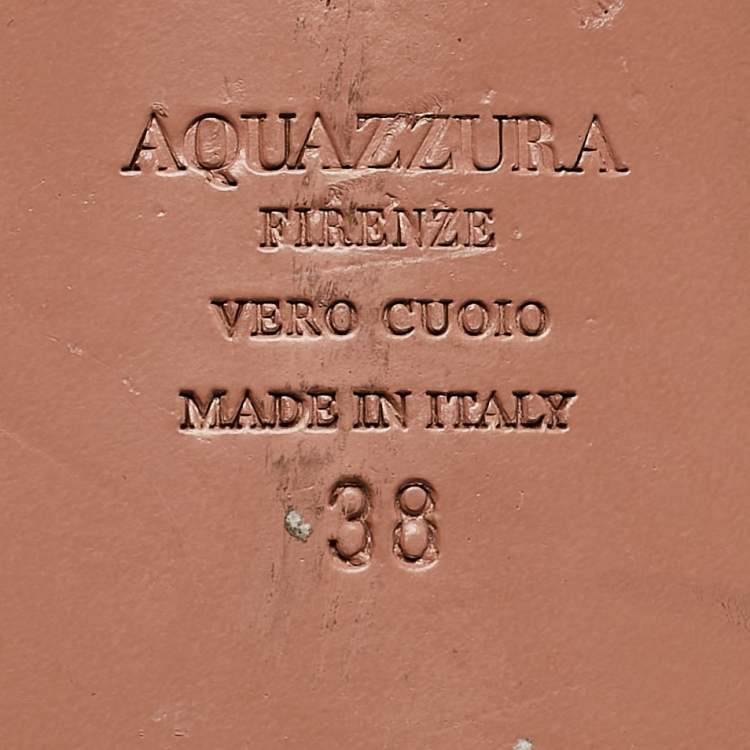 AQUAZZURA
FIRENZE
VERO CUOIO
MADE IN ITALY
38